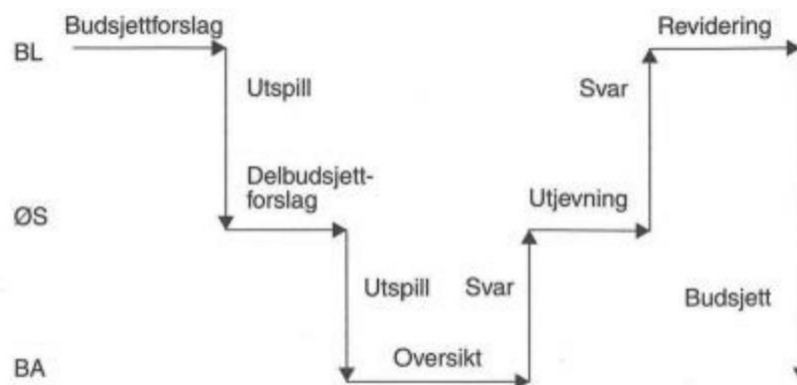 Budsjettforslag
Revidering
BL
Utspill
Svar
Delbudsjett-
forslag
Utjevning
ØS
Utspill
Svar
Budsjett
Oversikt
BA